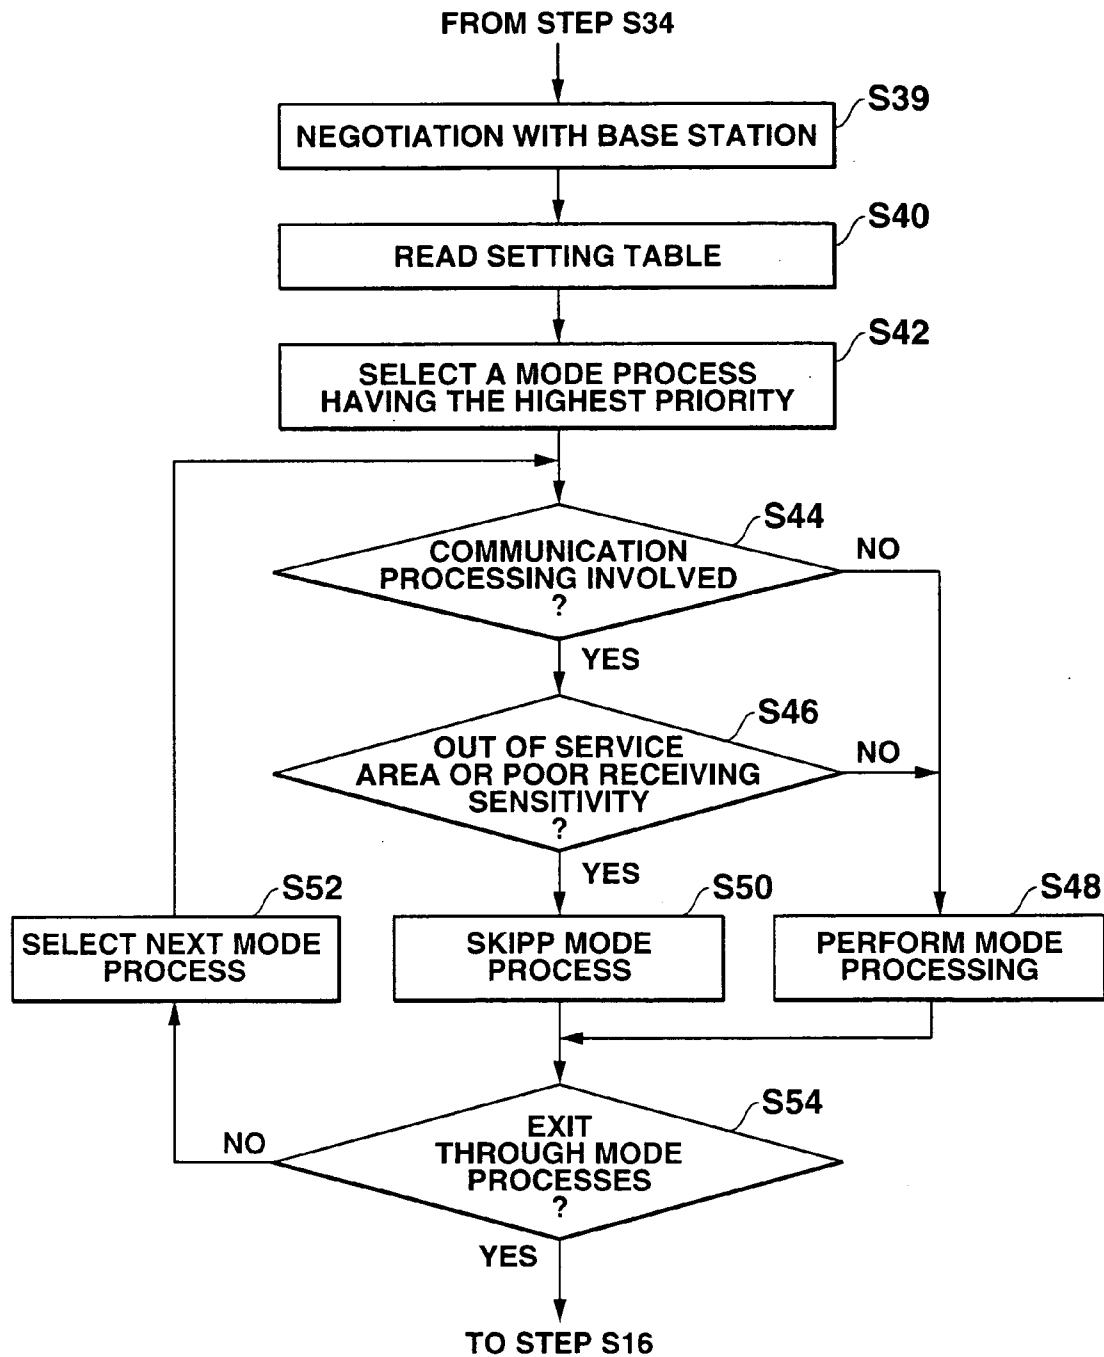 FROM STEP S34
S39
NEGOTIATION WITH BASE STATION
S40
READ SETTING TABLE
S42
SELECT A MODE PROCESS
HAVING THE HIGHEST PRIORITY
S44
COMMUNICATION
PROCESSING INVOLVED
?
NO
YES
S46
OUT OF SERVICE
AREA OR POOR RECEIVING
SENSITIVITY
?
NO
YES
S52
SELECT NEXT MODE
PROCESS
S50
SKIPP MODE
PROCESS
S48
PERFORM MODE
PROCESSING
S54
EXIT
THROUGH MODE
PROCESSES
?
NO
YES
TO STEP S16